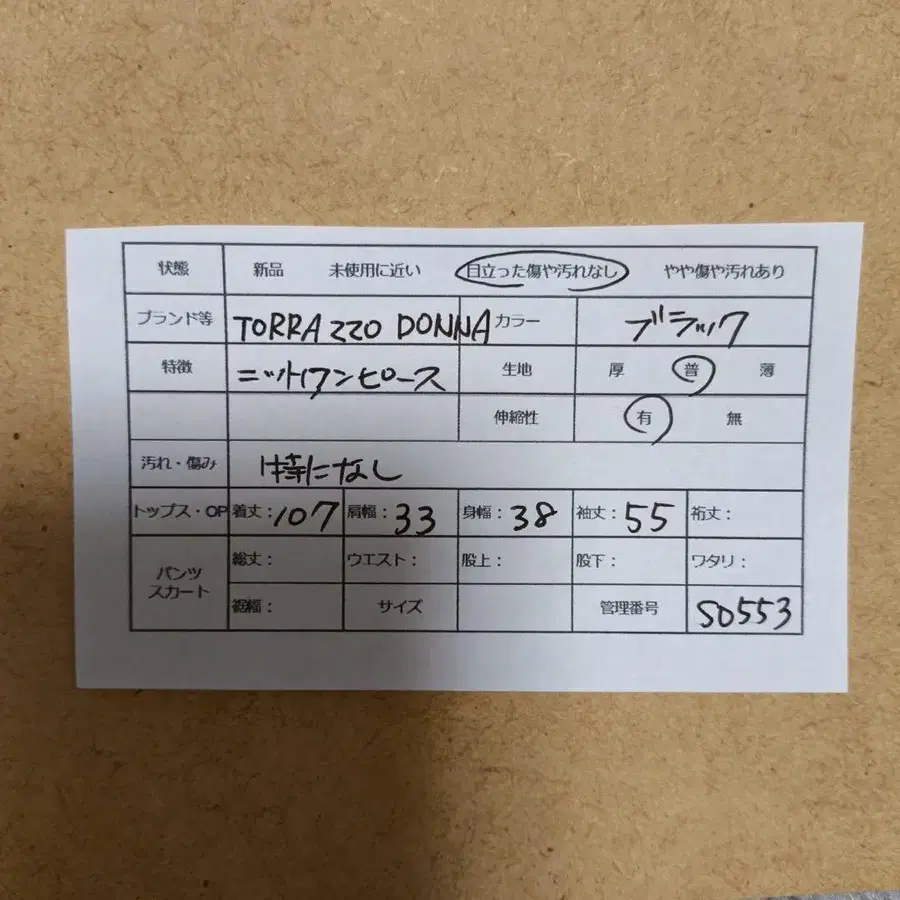 状態 新品 未使用に近い 目立った傷や汚れなし やや傷や汚れあり
ブランド等 TORRAZZO DONNA カラー ブラック
特徴 ニットワンピース 生地 厚 普 薄
伸縮性 有 無
汚れ・傷み 特になし
トップス・OP 着丈：107 肩幅：33 身幅：38 袖丈：55 裄丈：
パンツ スカート 総丈： ウエスト： 股上： 股下： ワタリ：
裾幅： サイズ 管理番号 S0553